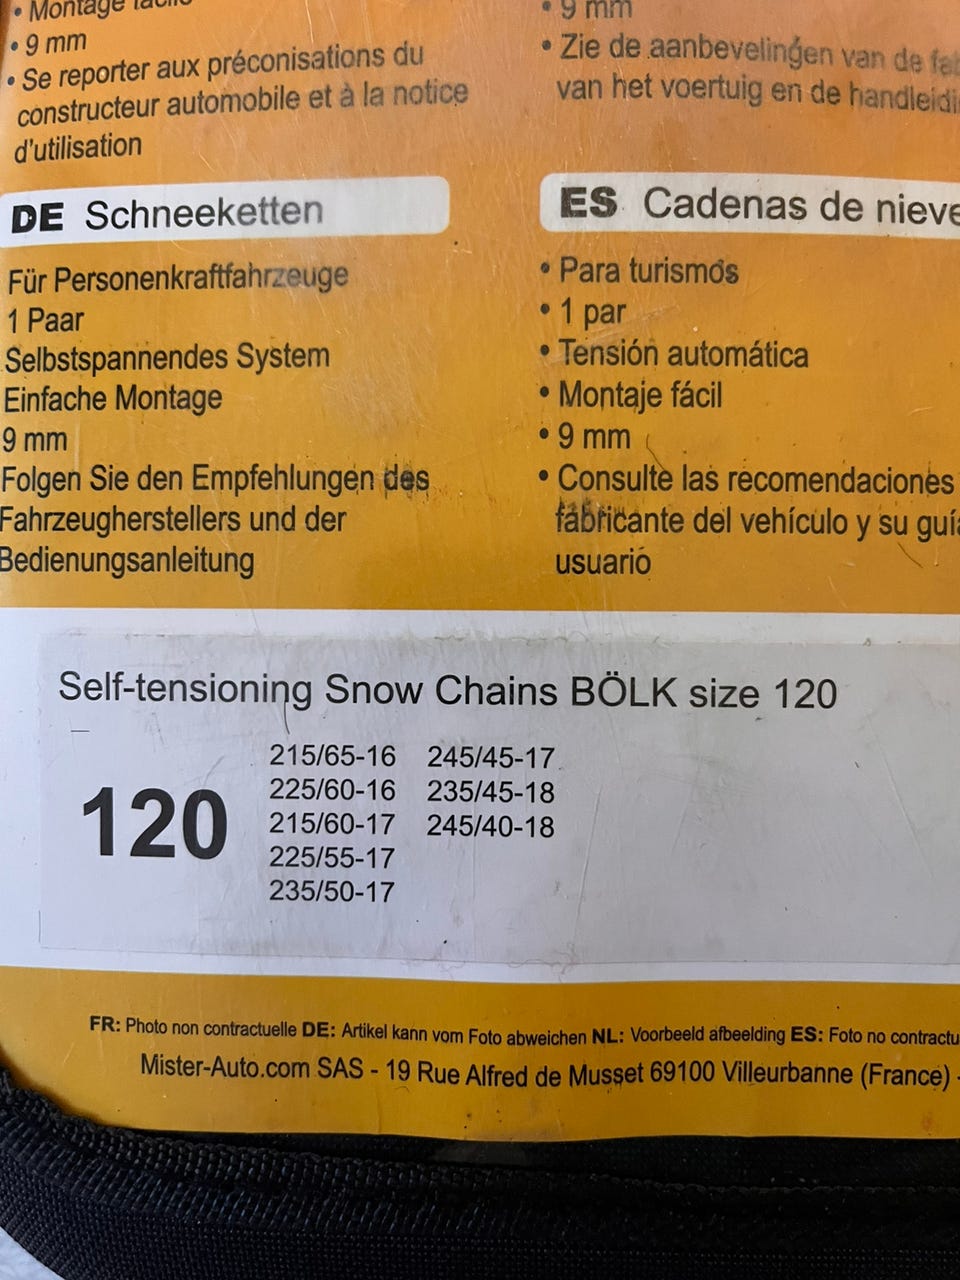 • Montage facile
• 9 mm
• Se reporter aux préconisations du
constructeur automobile et à la notice
d'utilisation
• 9 mm
• Zie de aanbevelingen van de
van het voertuig en de
DE Schneeketten
Für Personenkraftfahrzeuge
1 Paar
Selbstspannendes System
Einfache Montage
9 mm
Folgen Sie den Empfehlungen des
Fahrzeugherstellers und der
Bedienungsanleitung
ES Cadenas de nieve
• Para turismos
• 1 par
• Tensión automática
• Montaje fácil
• 9 mm
• Consulte las recomendaciones
fabricante del vehículo y su
usuario
Self-tensioning Snow Chains BÖLK size 120
120
215/65-16
225/60-16
215/60-17
225/55-17
235/50-17
245/45-17
235/45-18
245/40-18
FR: Photo non contractuelle DE: Artikel kann vom Foto abweichen NL: Voorbeeld afbeelding ES: Foto no
Mister-Auto.com SAS - 19 Rue Alfred de Musset 69100 Villeurbanne (France) -